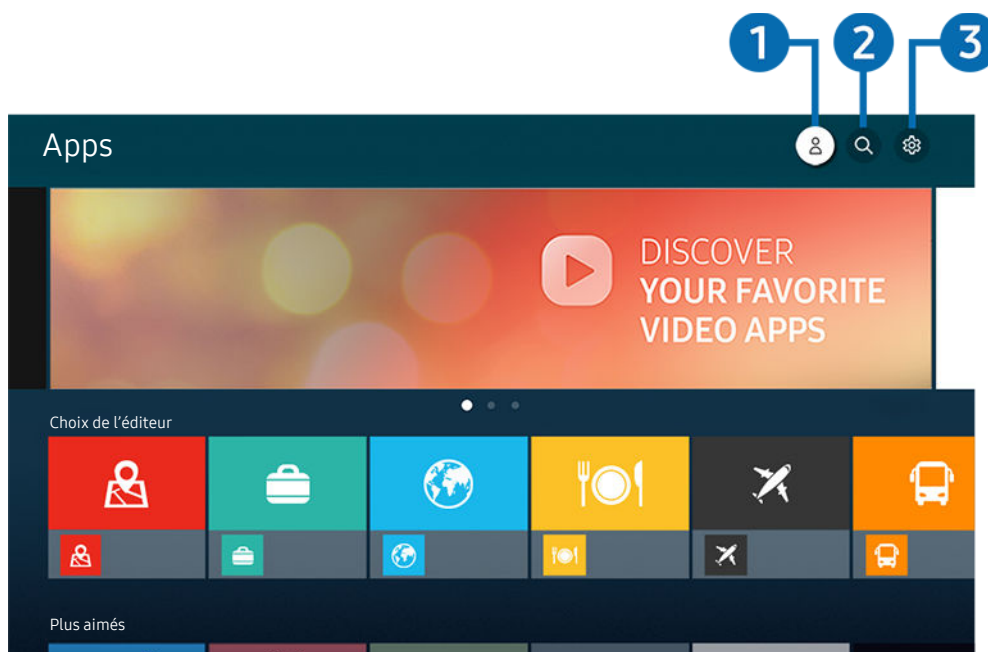 1 2 3
Apps
DISCOVER
YOUR FAVORITE
VIDEO APPS
Choix de l'éditeur
Plus aimés